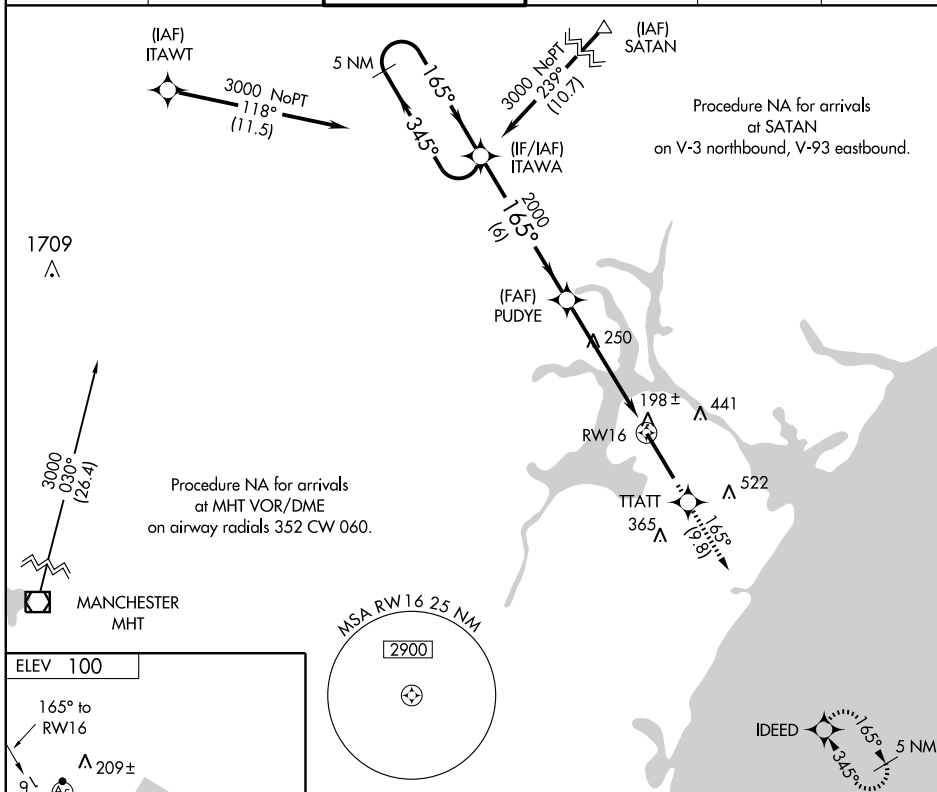 (IAF)
ITAWT
3000 NoPT
118°
(11.5)
5 NM
165°
345°
(IAF)
SATAN
3000 NoPT
239°
(10.7)
(IF/IAF)
ITAWA
Procedure NA for arrivals
at SATAN
on V-3 northbound, V-93 eastbound.
2000
165°
(6)
1709
(FAF)
PUDYE
250
198 ±
441
RW16
522
TTATT
365
165°
(9.8)
3000
030°
(26.4)
Procedure NA for arrivals
at MHT VOR/DME
on airway radials 352 CW 060.
MANCHESTER
MHT
MSA RW16 25 NM
2900
ELEV 100
165° to
RW16
209 ±
16
IDEED
165°
345°
5 NM